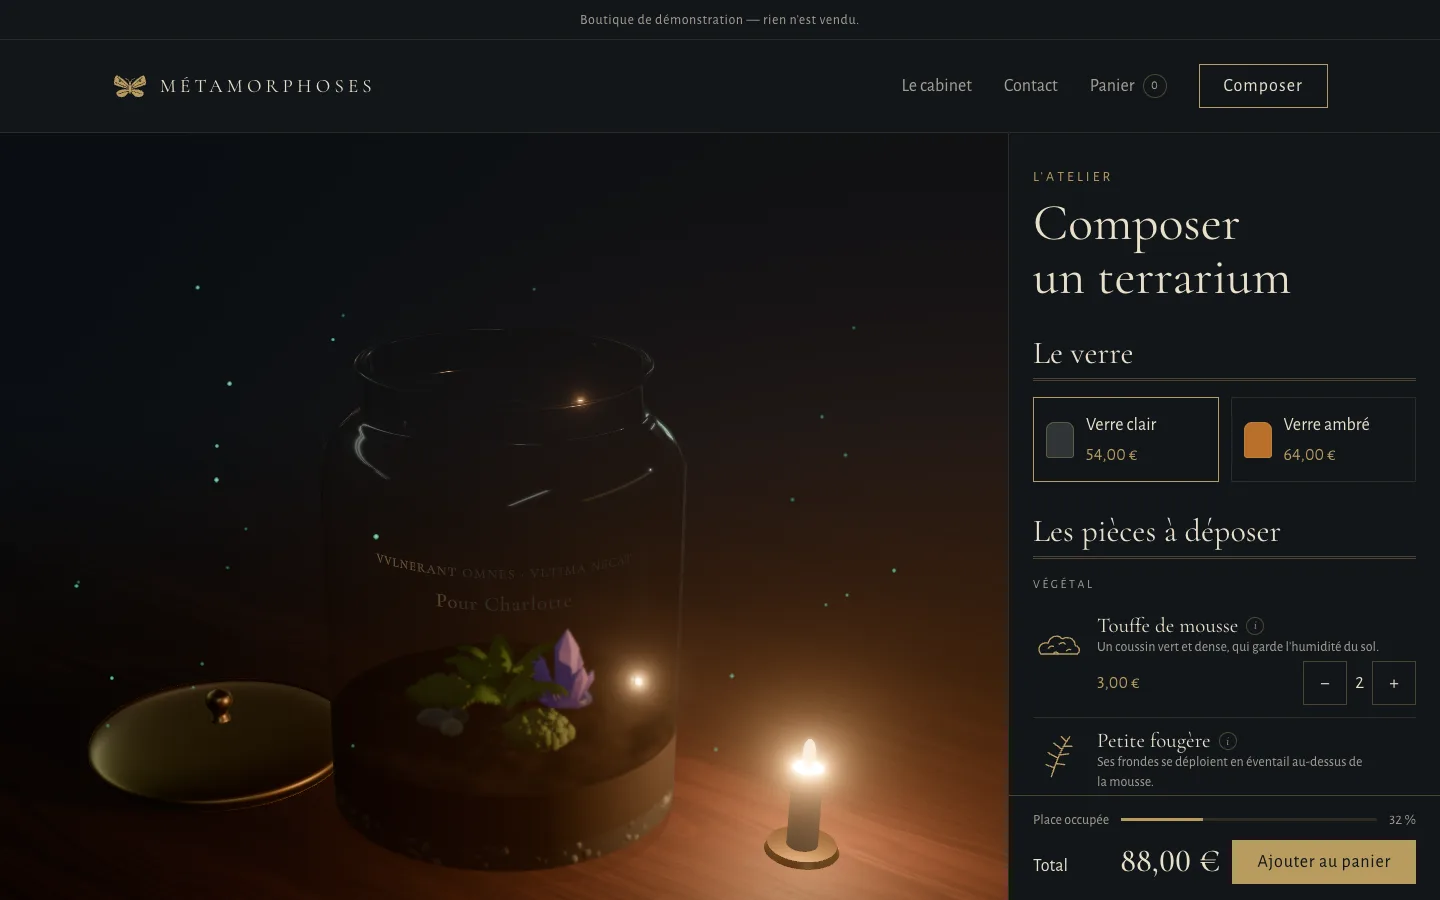 Boutique de démonstration — rien n'est vendu.
MÉTAMORPHOSES
Le cabinet
Contact
Panier 0
Composer
L'ATELIER
Composer
un terrarium
Le verre
Verre clair
54,00 €
Verre ambré
64,00 €
Les pièces à déposer
VÉGÉTAL
Touffe de mousse i
Un coussin vert et dense, qui garde l'humidité du sol.
3,00 €
− 2 +
Petite fougère i
Ses frondes se déploient en éventail au-dessus de
la mousse.
VVLNERANT OMNES · VLTIMA
Pour Charlotte
Place occupée 32 %
Total 88,00 € Ajouter au panier